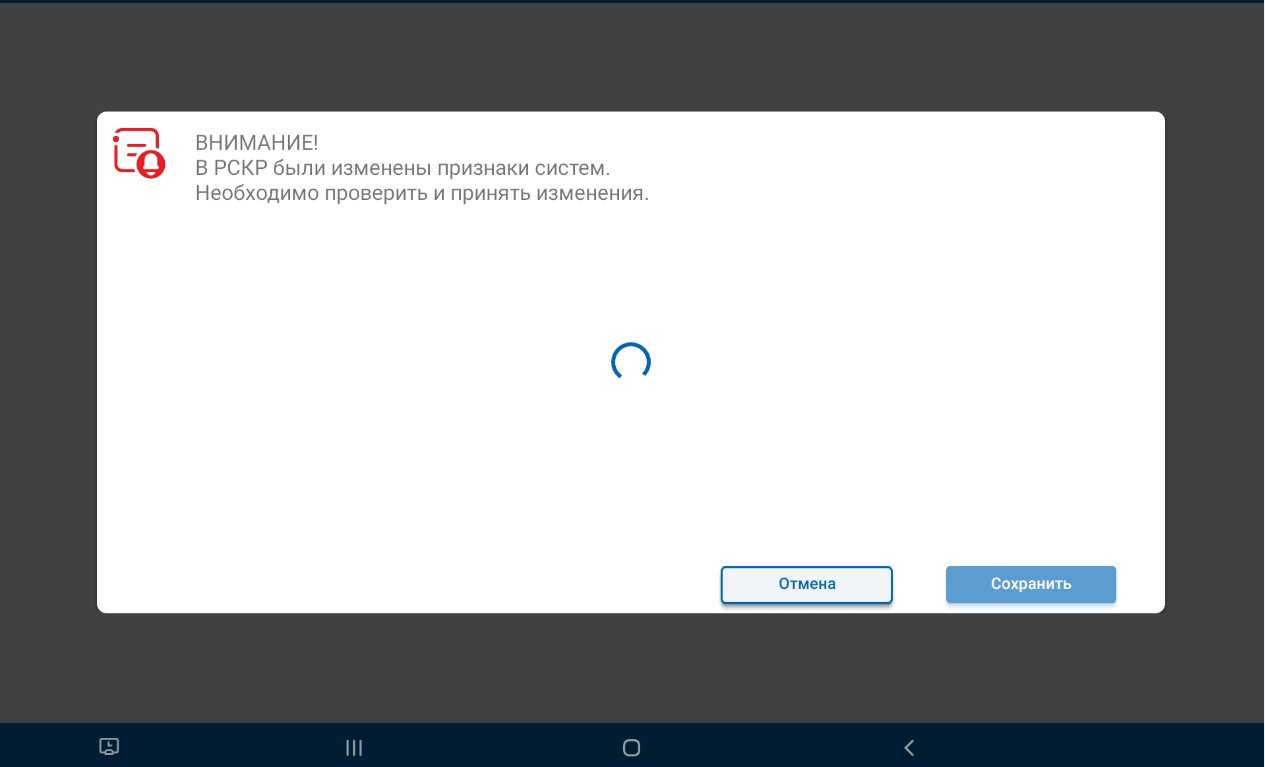 ВНИМАНИЕ!
В РСКР были изменены признаки систем.
Необходимо проверить и принять изменения.
Отмена
Сохранить